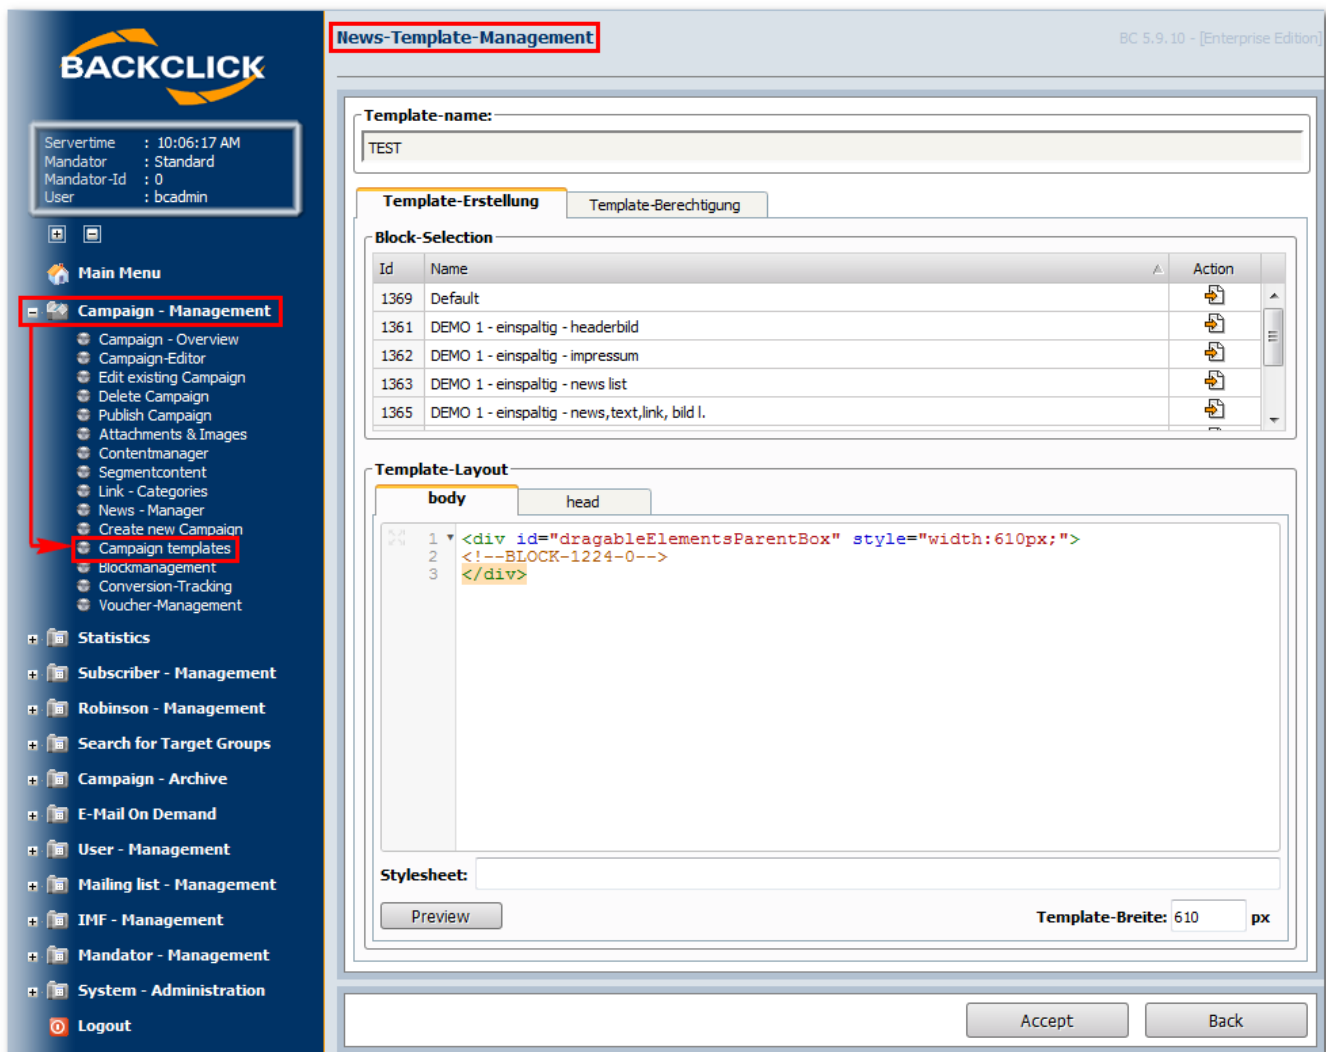 BACKCLICK
Servertime : 10:06:17 AM
Mandator : Standard
Mandator-Id : 0
User : bcadmin
Main Menu
Campaign - Management
Campaign - Overview
Campaign-Editor
Edit existing Campaign
Delete Campaign
Publish Campaign
Attachments & Images
Contentmanager
Segmentcontent
Link - Categories
News - Manager
Create new Campaign
Campaign templates
Blockmanagement
Conversion-Tracking
Voucher-Management
Statistics
Subscriber - Management
Robinson - Management
Search for Target Groups
Campaign - Archive
E-Mail On Demand
User - Management
Mailing list - Management
IMF - Management
Mandator - Management
System - Administration
Logout
News-Template-Management
BC 5.9.10 - [Enterprise Edition]
Template-name:
TEST
Template-Erstellung Template-Berechtigung
Block-Selection
Id Name Action
1369 Default
1361 DEMO 1 - einspaltig - headerbild
1362 DEMO 1 - einspaltig - impressum
1363 DEMO 1 - einspaltig - news list
1365 DEMO 1 - einspaltig - news,text,link, bild l.
Template-Layout
body head
1 <div id="dragableElementsParentBox" style="width:610px;">
2 <!--BLOCK-1224-0-->
3 </div>
Stylesheet:
Preview Template-Breite: 610 px
Accept Back